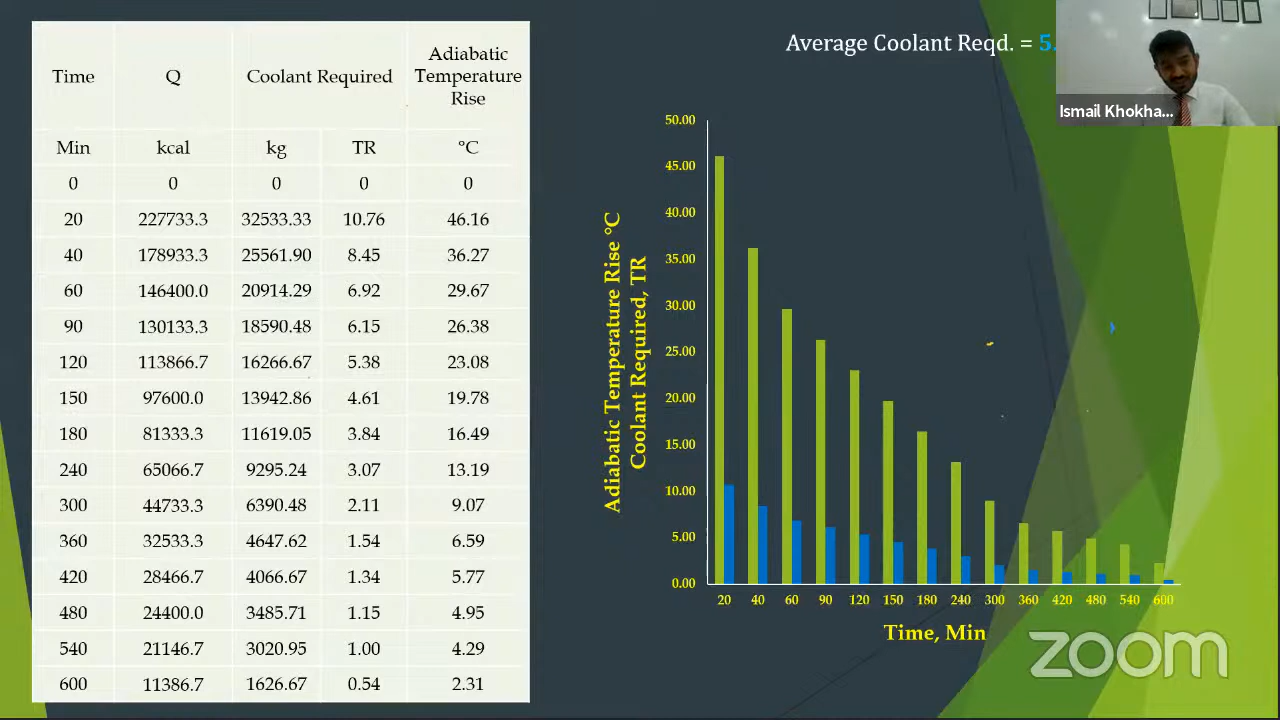 Time Q Coolant Required Adiabatic Temperature Rise
Min kcal kg TR °C
0 0 0 0 0
20 227733.3 32533.33 10.76 46.16
40 178933.3 25561.90 8.45 36.27
60 146400.0 20914.29 6.92 29.67
90 130133.3 18590.48 6.15 26.38
120 113866.7 16266.67 5.38 23.08
150 97600.0 13942.86 4.61 19.78
180 81333.3 11619.05 3.84 16.49
240 65066.7 9295.24 3.07 13.19
300 44733.3 6390.48 2.11 9.07
360 32533.3 4647.62 1.54 6.59
420 28466.7 4066.67 1.34 5.77
480 24400.0 3485.71 1.15 4.95
540 21146.7 3020.95 1.00 4.29
600 11386.7 1626.67 0.54 2.31
Average Coolant Reqd. = 5.
Ismail Khokha...
Adiabatic Temperature Rise °C
Coolant Required, TR
50.00
45.00
40.00
35.00
30.00
25.00
20.00
15.00
10.00
5.00
0.00
20 40 60 90 120 150 180 240 300 360 420 480 540 600
Time, Min
zoom